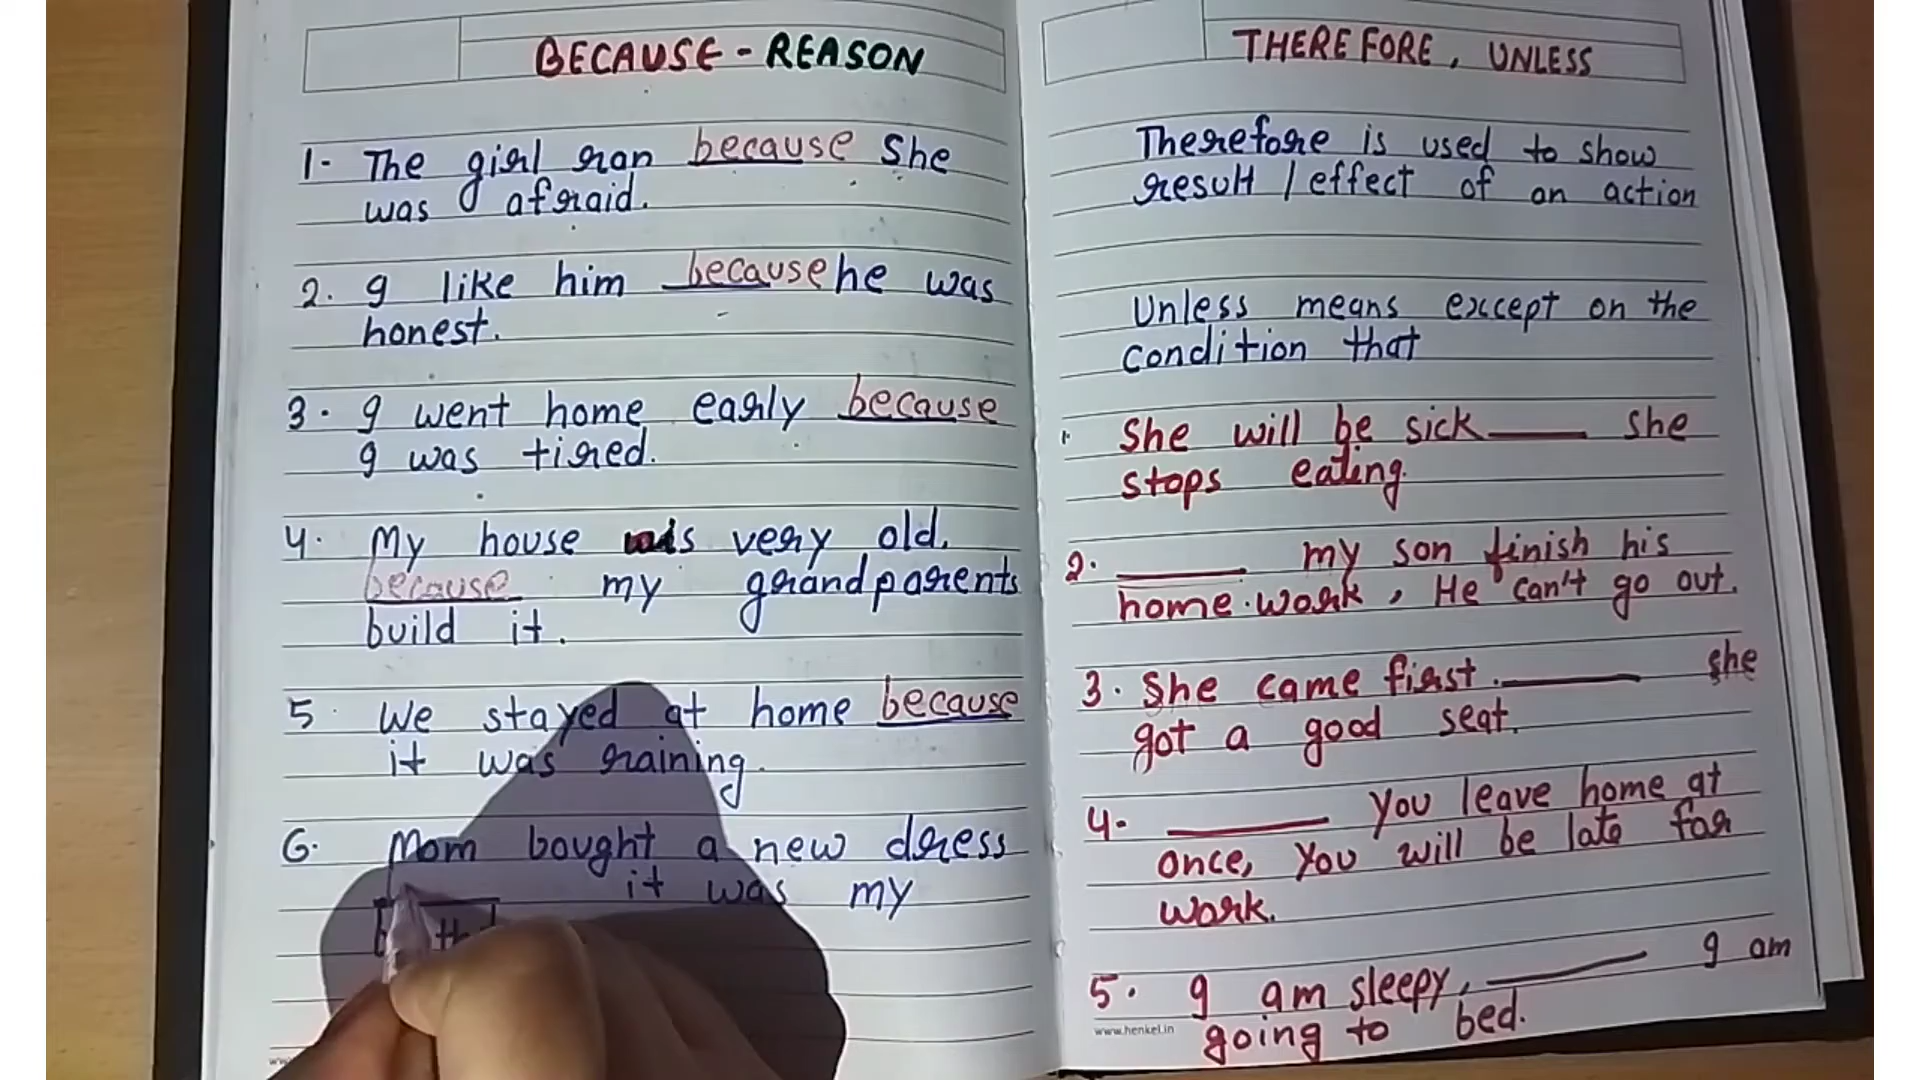 BECAUSE - REASON
1- The girl ran because She
was afraid.
2. I like him because he was
honest.
3. I went home early because
I was tired.
4. My house is very old.
because my grandparents
build it.
5. We stayed at home because
it was raining.
6. Mom bought a new dress
it was my
THEREFORE, UNLESS
Therefore is used to show
result / effect of an action
Unless means except on the
condition that
1. She will be sick ____ she
stops eating.
2. ____ my son finish his
home.work, He can't go out.
3. She came first. ____ she
got a good seat.
4- ____ You leave home at
once, You will be late for
work.
5. I am sleepy, ____ I am
going to bed.
www.henkel.in